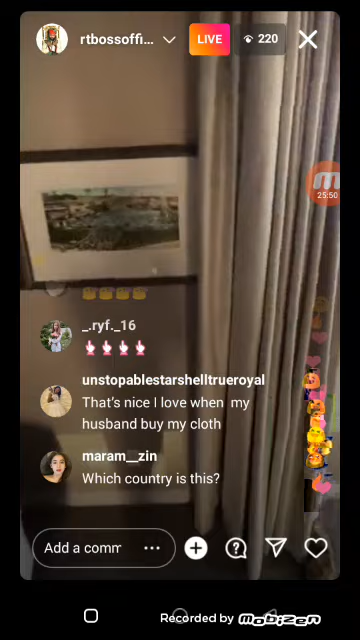 rtbossoffi...
LIVE
220
25:50
_.ryf._16
unstopablestarshelltrueroyal
That's nice I love when my
husband buy my cloth
maram__zin
Which country is this?
Add a comm
Recorded by MOBIZEN